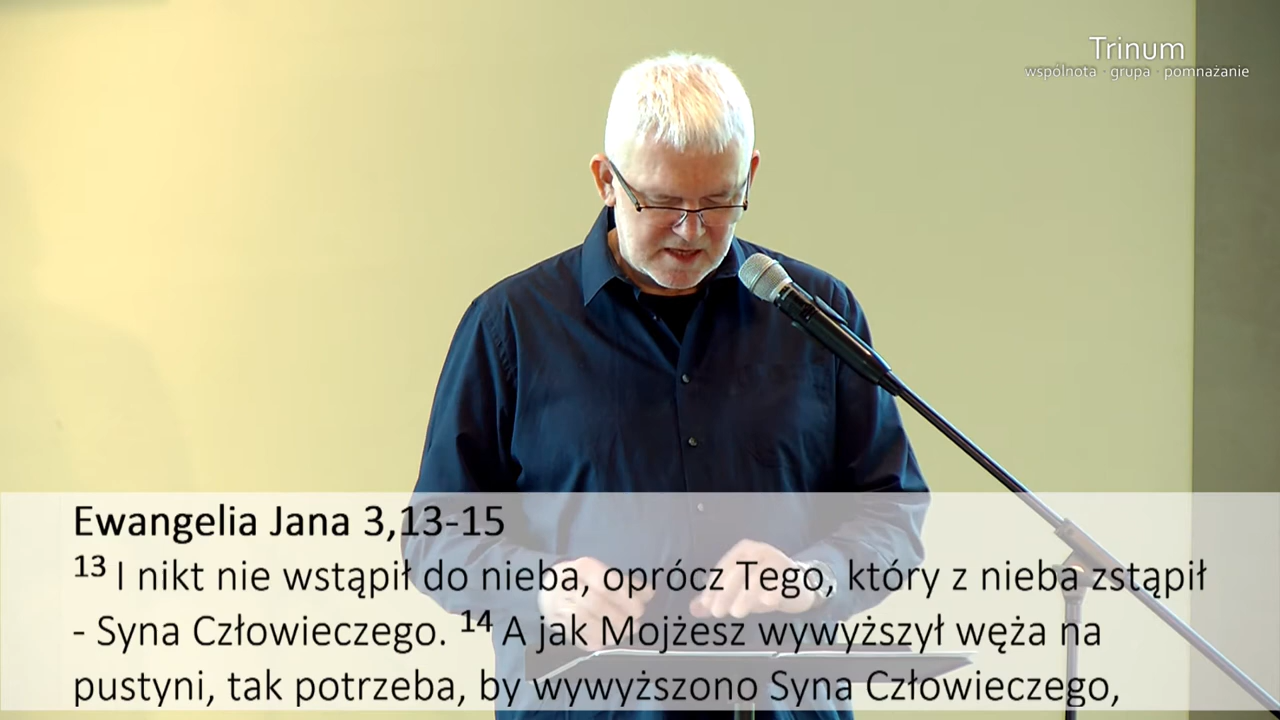 Trinum
wspólnota · grupa · pomnażanie
Ewangelia Jana 3,13-15
13 I nikt nie wstąpił do nieba, oprócz Tego, który z nieba zstąpił
- Syna Człowieczego. 14 A jak Mojżesz wywyższył węża na
pustyni, tak potrzeba, by wywyższono Syna Człowieczego,